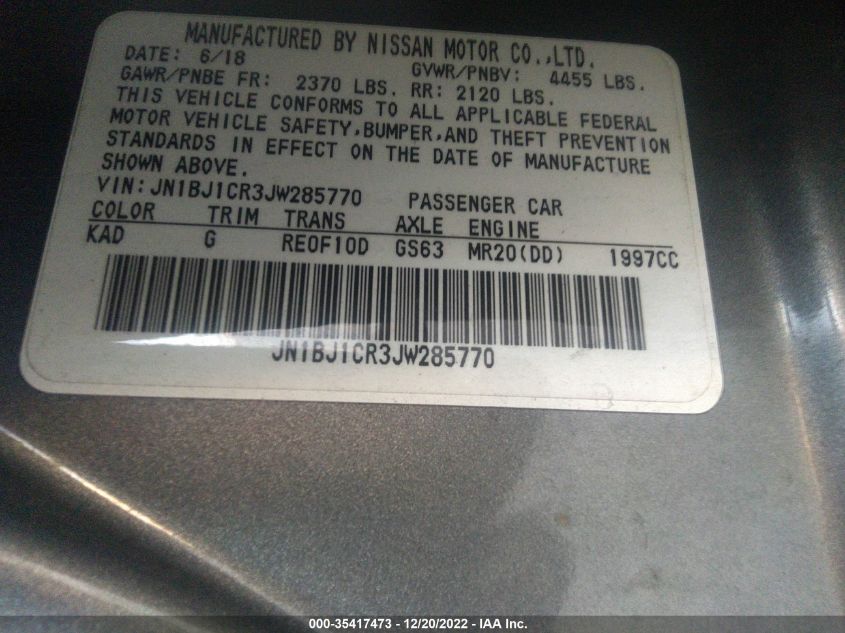 MANUFACTURED BY NISSAN MOTOR CO.,LTD.
DATE: 6/18 GVWR/PNBV: 4455 LBS.
GAWR/PNBE FR: 2370 LBS. RR: 2120 LBS.
THIS VEHICLE CONFORMS TO ALL APPLICABLE FEDERAL
MOTOR VEHICLE SAFETY,BUMPER,AND THEFT PREVENTION
STANDARDS IN EFFECT ON THE DATE OF MANUFACTURE
SHOWN ABOVE.
VIN:JN1BJ1CR3JW285770 PASSENGER CAR
COLOR TRIM TRANS AXLE ENGINE
KAD G RE0F10D GS63 MR20(DD) 1997CC
JN1BJ1CR3JW285770
000-35417473 - 12/20/2022 - IAA Inc.